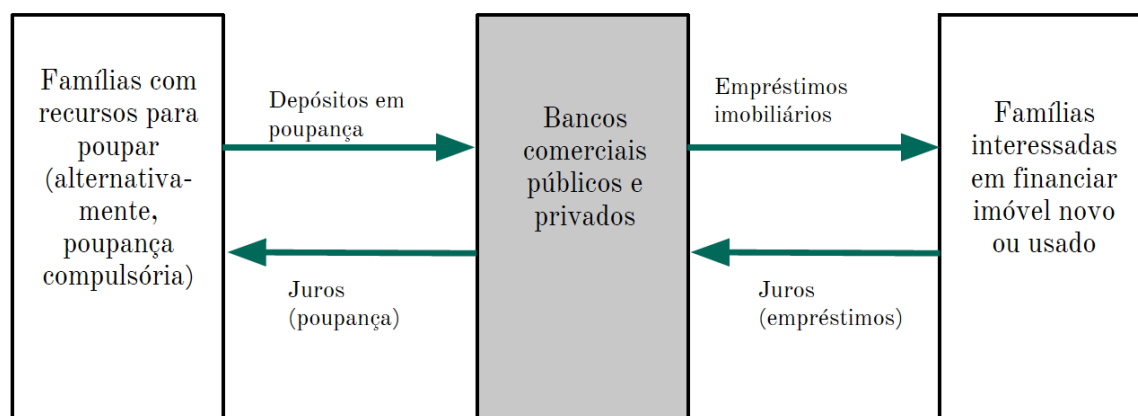 Famílias com
recursos para
poupar
(alternativa-
mente,
poupança
compulsória)
Depósitos em
poupança
Juros
(poupança)
Bancos
comerciais
públicos e
privados
Empréstimos
imobiliários
Juros
(empréstimos)
Famílias
interessadas
em financiar
imóvel novo
ou usado